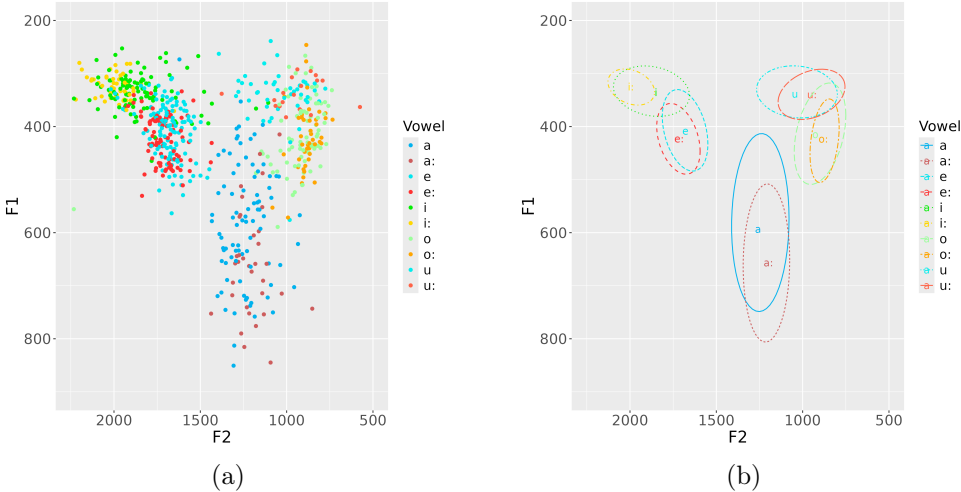 200
400
600
800
F1
2000
1500
1000
500
F2
Vowel
a
a:
e
e:
i
i:
o
o:
u
u:
(a)
200
400
600
800
F1
2000
1500
1000
500
F2
i:
e
e:
u
u:
o:
a
a:
Vowel
a a
a a:
a e
a e:
a i
a i:
a o
a o:
a u
a u:
(b)